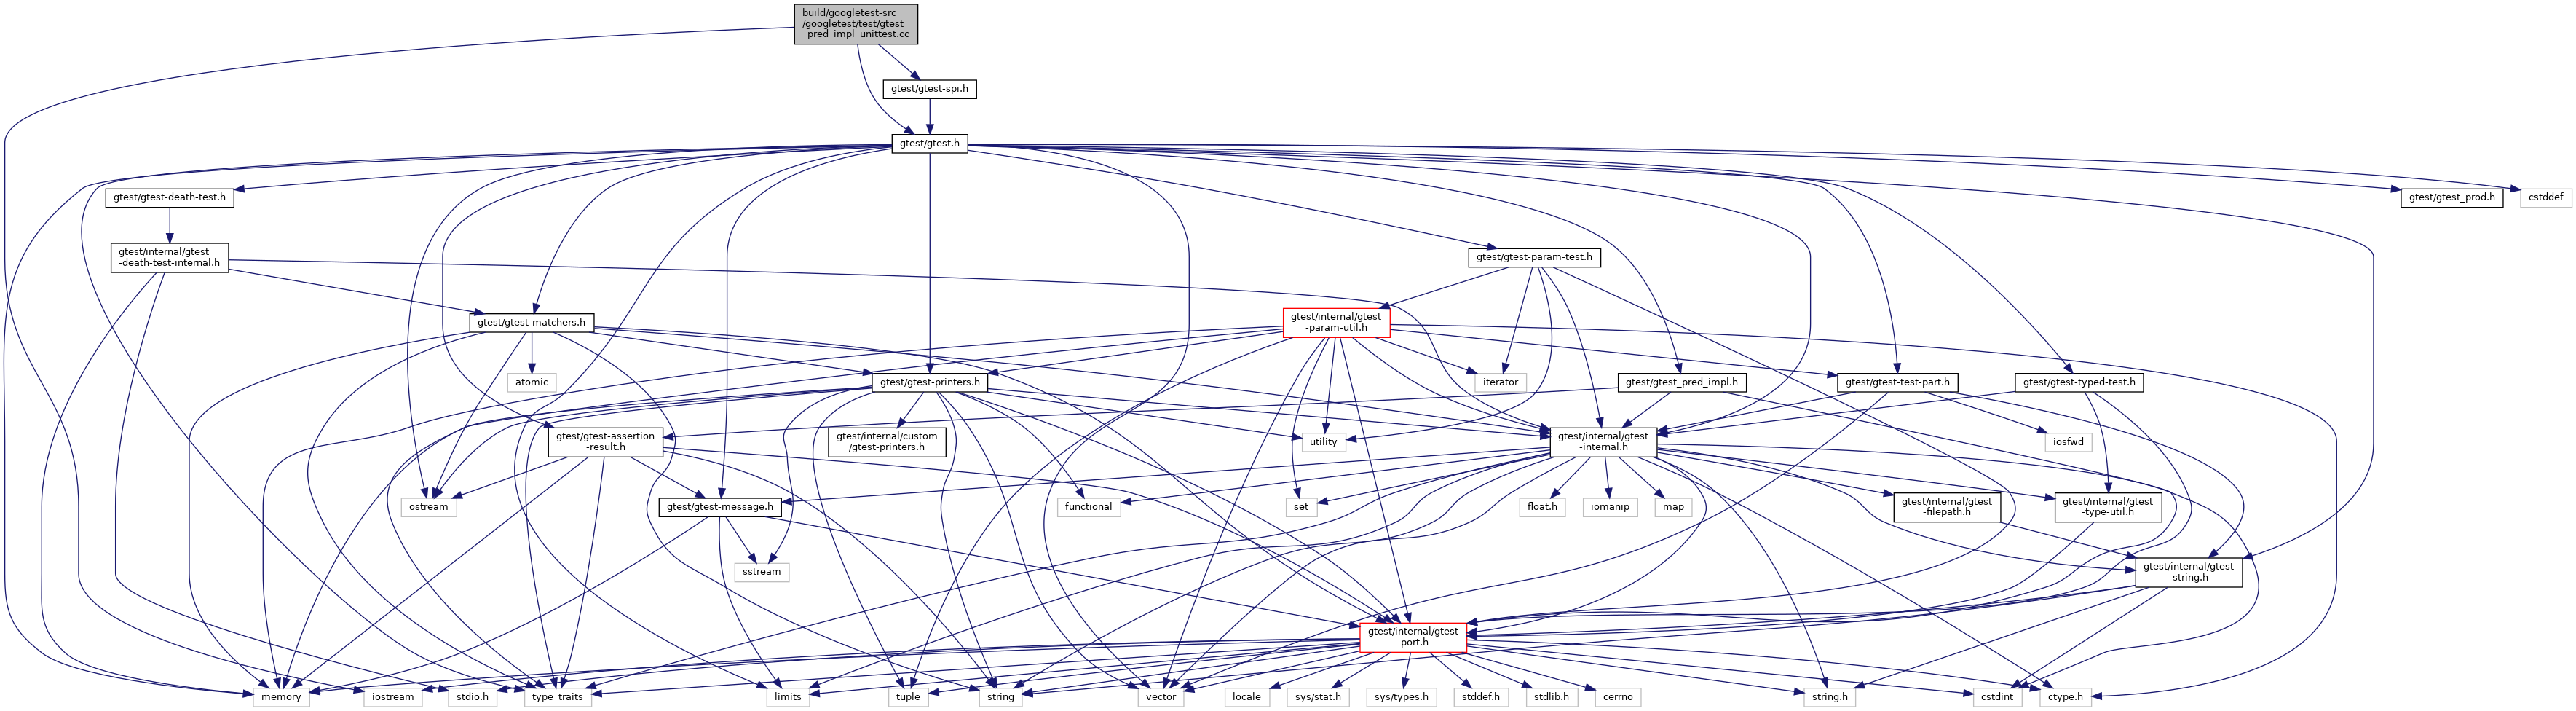 build/googletest-src
/googletest/test/gtest
_pred_impl_unittest.cc
gtest/gtest-spi.h
gtest/gtest.h
gtest/gtest-death-test.h
gtest/gtest_prod.h
cstddef
gtest/internal/gtest
-death-test-internal.h
gtest/gtest-param-test.h
gtest/gtest-matchers.h
gtest/internal/gtest
-param-util.h
atomic
gtest/gtest-printers.h
iterator
gtest/gtest_pred_impl.h
gtest/gtest-test-part.h
gtest/gtest-typed-test.h
gtest/gtest-assertion
-result.h
gtest/internal/custom
/gtest-printers.h
utility
gtest/internal/gtest
-internal.h
iosfwd
ostream
gtest/gtest-message.h
functional
set
float.h
iomanip
map
gtest/internal/gtest
-filepath.h
gtest/internal/gtest
-type-util.h
sstream
gtest/internal/gtest
-string.h
gtest/internal/gtest
-port.h
memory
iostream
stdio.h
type_traits
limits
tuple
string
vector
locale
sys/stat.h
sys/types.h
stddef.h
stdlib.h
cerrno
string.h
cstdint
ctype.h